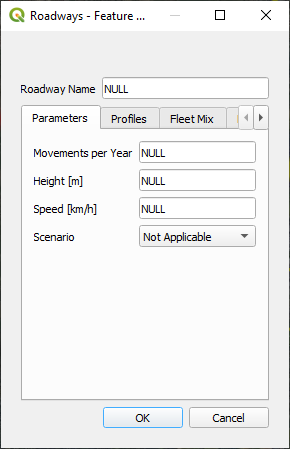 Roadways - Feature ...
Roadway Name NULL
Parameters Profiles Fleet Mix
Movements per Year NULL
Height [m] NULL
Speed [km/h] NULL
Scenario Not Applicable
OK Cancel